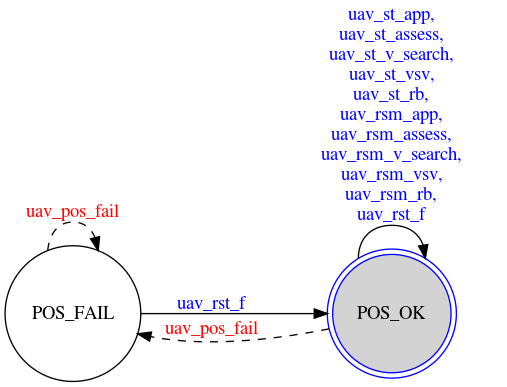 uav_st_app,
uav_st_assess,
uav_st_v_search,
uav_st_vsv,
uav_st_rb,
uav_rsm_app,
uav_rsm_assess,
uav_rsm_v_search,
uav_rsm_vsv,
uav_rsm_rb,
uav_rst_f
uav_pos_fail
POS_FAIL
uav_rst_f
uav_pos_fail
POS_OK